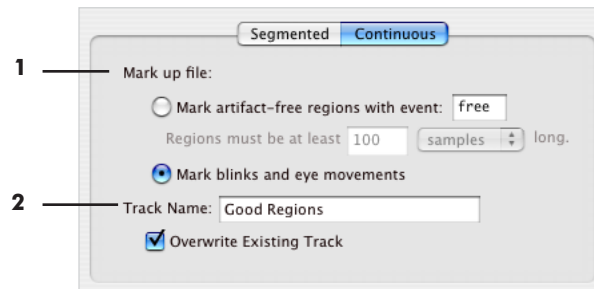 Segmented Continuous
1 Mark up file:
Mark artifact-free regions with event: free
Regions must be at least 100 samples long.
Mark blinks and eye movements
2 Track Name: Good Regions
Overwrite Existing Track